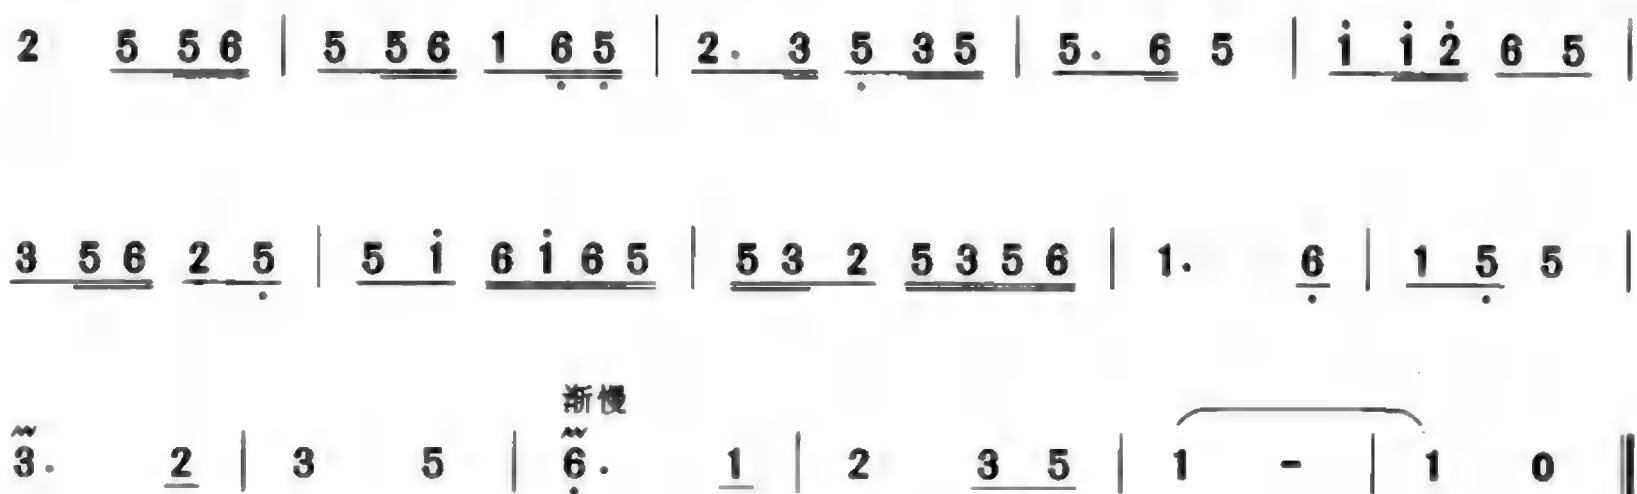 2 5 5 6 | 5 5 6 1 6̣ 5̣ | 2. 3 5̣ 3 5 | 5. 6 5 | i̇ i̇ 2̇ 6 5 |
3 5 6 2 5̣ | 5 i̇ 6 i̇ 6 5 | 5 3 2 5 3 5 6 | 1. 6̣ | 1 5̣ 5 |
渐慢
3. 2 | 3 5 | 6̣. 1 | 2 3 5 | 1 - | 1 0 ‖